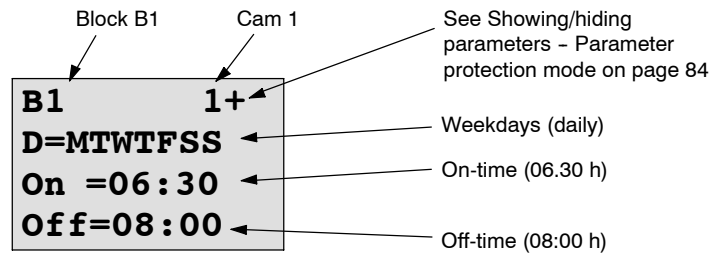 Block B1
Cam 1
See Showing/hiding
parameters – Parameter
protection mode on page 84
B1 1+
D=MTWTFSS
Weekdays (daily)
On =06:30
On-time (06.30 h)
Off=08:00
Off-time (08:00 h)